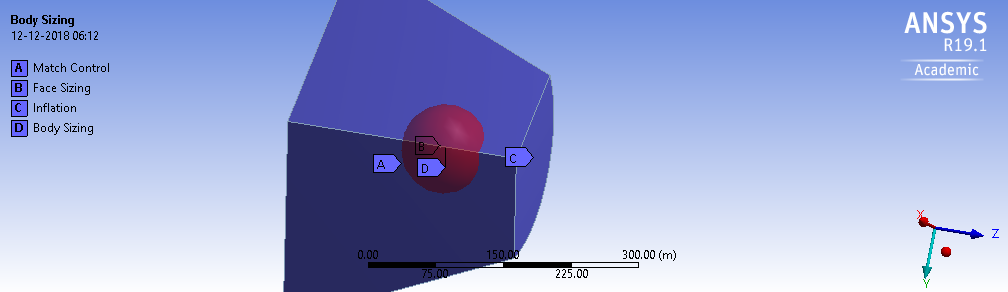 Body Sizing
12-12-2018 06:12
A Match Control
B Face Sizing
C Inflation
D Body Sizing
ANSYS
R19.1
Academic
B
A
D
C
0.00 150.00 300.00 (m)
75.00 225.00
X
Z
Y